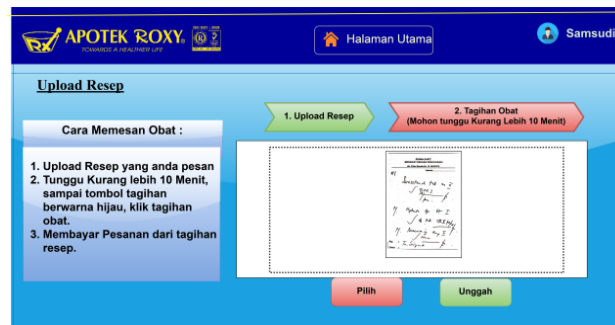 APOTEK ROXY
TOWARDS A HEALTHIER LIFE
Halaman Utama
Samsudi
Upload Resep
Cara Memesan Obat :
1. Upload Resep yang anda pesan
2. Tunggu Kurang lebih 10 Menit,
sampai tombol tagihan
berwarna hijau, klik tagihan
obat.
3. Membayar Pesanan dari tagihan
resep.
1. Upload Resep
2. Tagihan Obat
(Mohon tunggu Kurang Lebih 10 Menit)
Pilih
Unggah